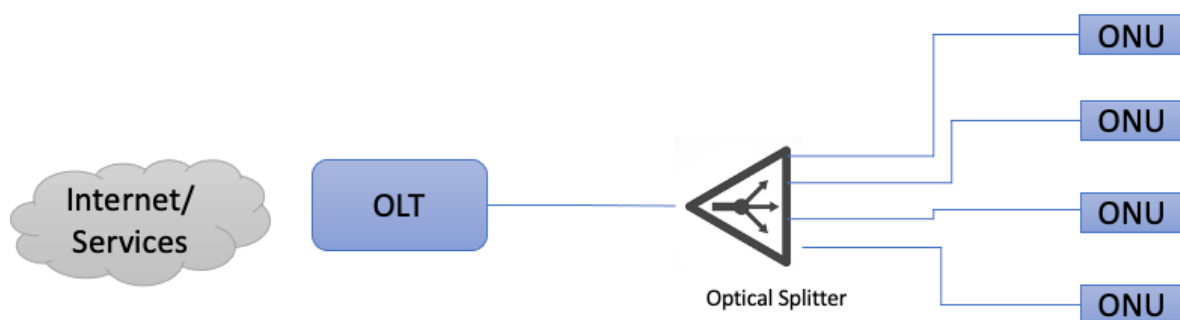 ONU
ONU
Internet/
Services
OLT
ONU
Optical Splitter
ONU